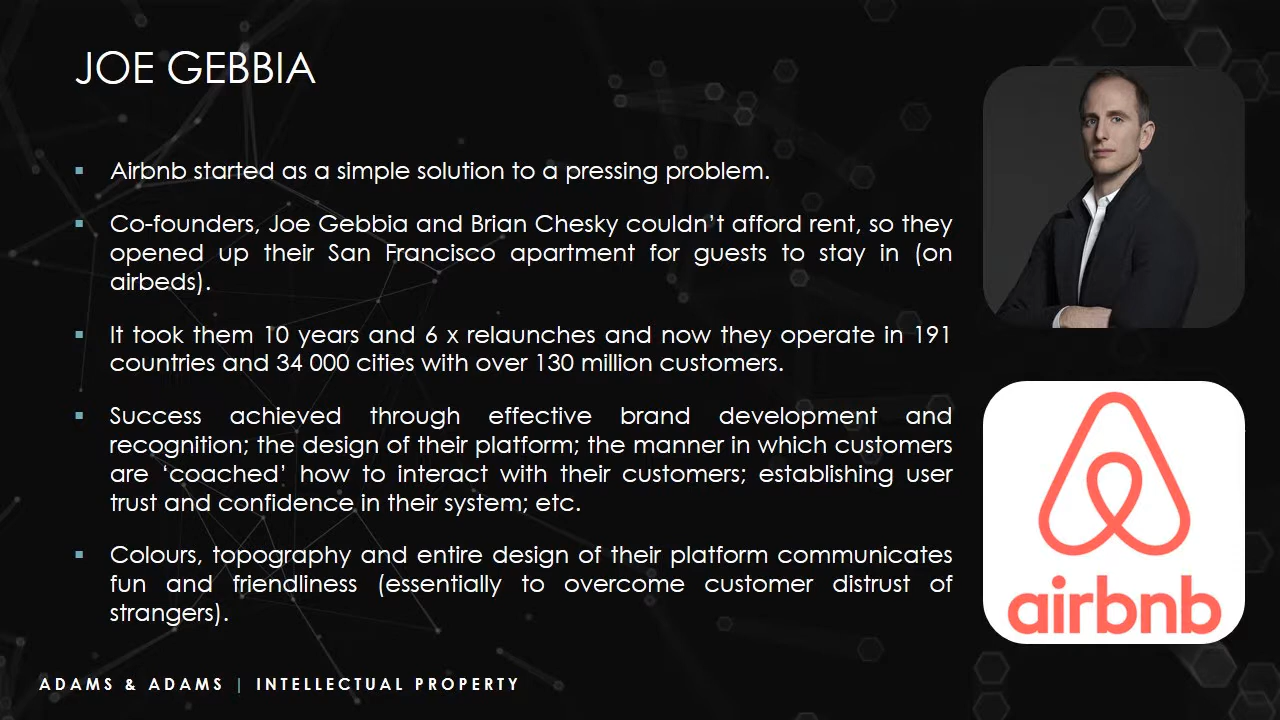 JOE GEBBIA
▪ Airbnb started as a simple solution to a pressing problem.
▪ Co-founders, Joe Gebbia and Brian Chesky couldn’t afford rent, so they
opened up their San Francisco apartment for guests to stay in (on
airbeds).
▪ It took them 10 years and 6 x relaunches and now they operate in 191
countries and 34 000 cities with over 130 million customers.
▪ Success achieved through effective brand development and
recognition; the design of their platform; the manner in which customers
are ‘coached’ how to interact with their customers; establishing user
trust and confidence in their system; etc.
▪ Colours, topography and entire design of their platform communicates
fun and friendliness (essentially to overcome customer distrust of
strangers).
airbnb
ADAMS & ADAMS | INTELLECTUAL PROPERTY